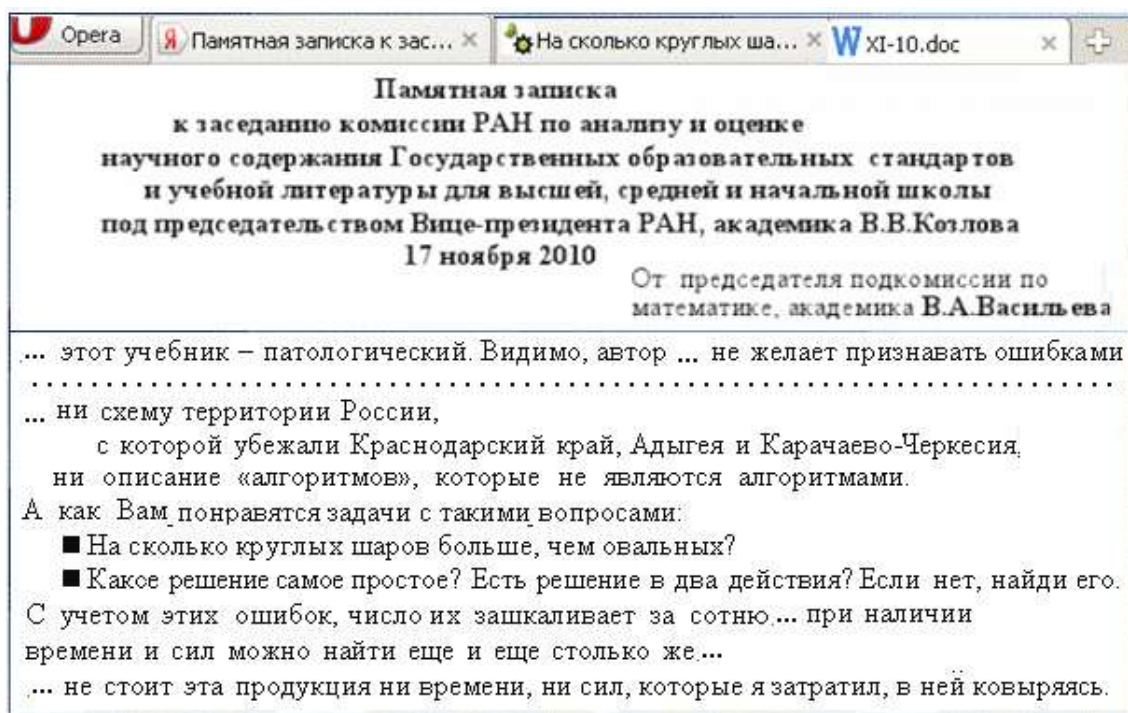 Opera
Я Памятная записка к зас... ×
На сколько круглых ша... ×
W XI-10.doc ×
Памятная записка
к заседанию комиссии РАН по анализу и оценке
научного содержания Государственных образовательных стандартов
и учебной литературы для высшей, средней и начальной школы
под председательством Вице-президента РАН, академика В.В.Козлова
17 ноября 2010
От председателя подкомиссии по
математике, академика В.А.Васильева
... этот учебник – патологический. Видимо, автор ... не желает признавать ошибками
. . . . . . . . . . . . . . . . . . . . . . . . . . . . . . . . . . . . . . . . . . . . . . . . . . . . . . . . . . . .
... ни схему территории России,
с которой убежали Краснодарский край, Адыгея и Карачаево-Черкесия,
ни описание «алгоритмов», которые не являются алгоритмами.
А как Вам понравятся задачи с такими вопросами:
■ На сколько круглых шаров больше, чем овальных?
■ Какое решение самое простое? Есть решение в два действия? Если нет, найди его.
С учетом этих ошибок, число их зашкаливает за сотню... при наличии
времени и сил можно найти еще и еще столько же....
... не стоит эта продукция ни времени, ни сил, которые я затратил, в ней ковыряясь.